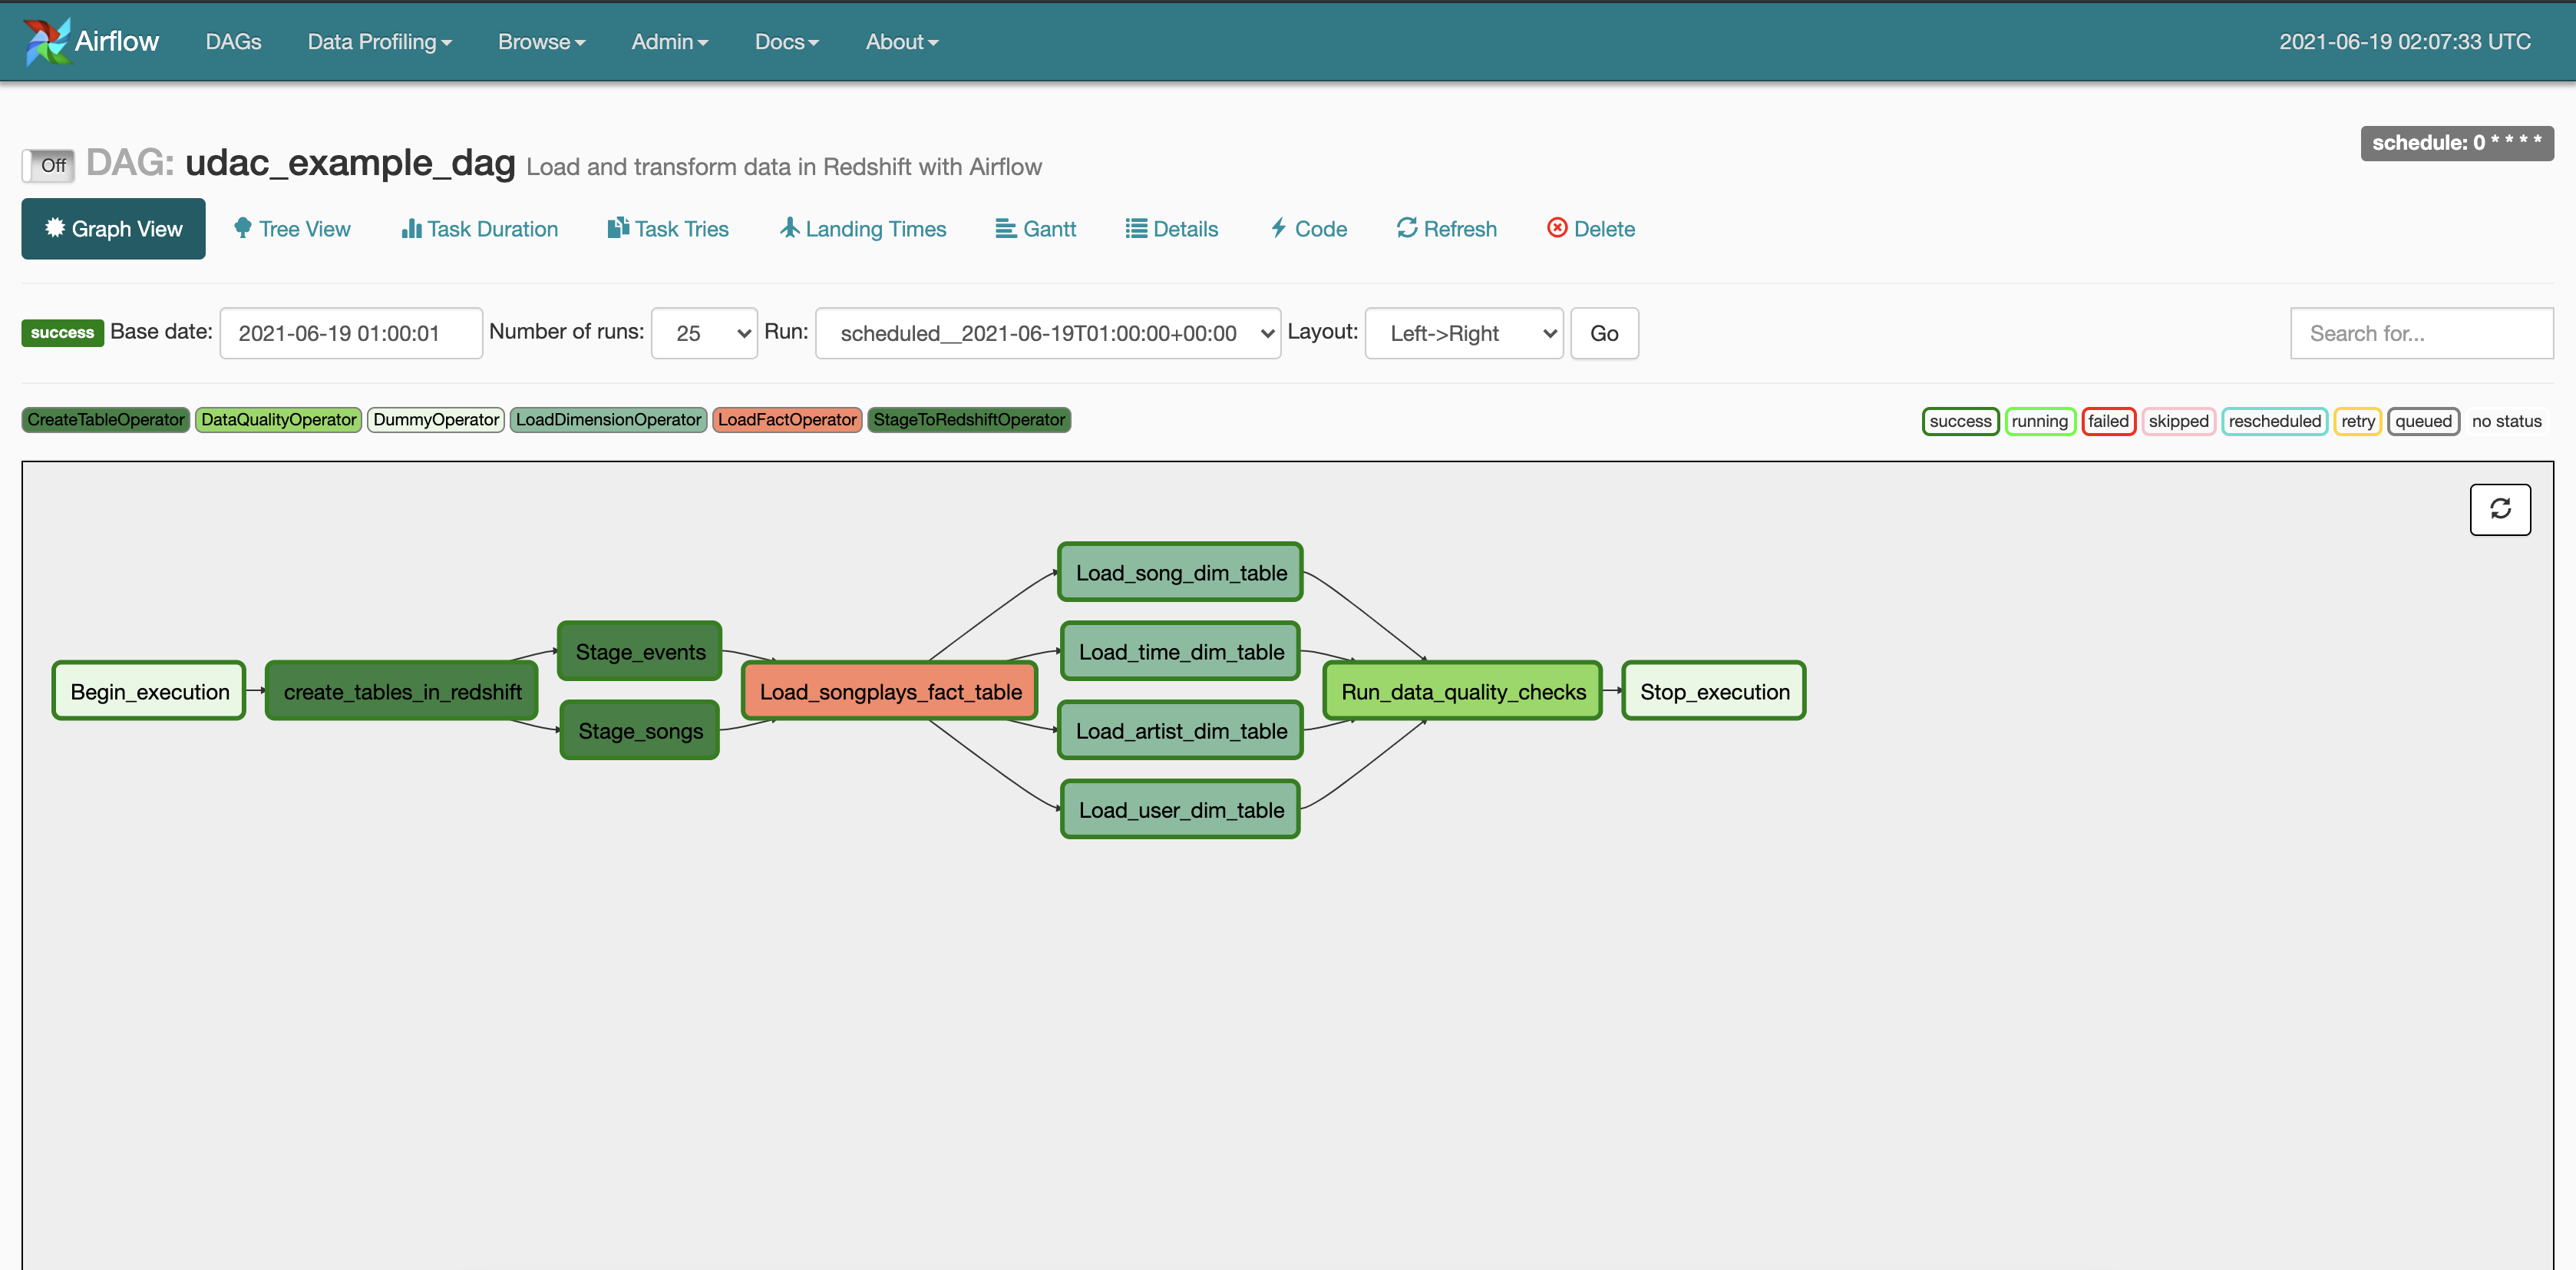 Airflow DAGs Data Profiling Browse Admin Docs About 2021-06-19 02:07:33 UTC
schedule: 0 * * * *
Off DAG: udac_example_dag Load and transform data in Redshift with Airflow
Graph View Tree View Task Duration Task Tries Landing Times Gantt Details Code Refresh Delete
success Base date: 2021-06-19 01:00:01 Number of runs: 25 Run: scheduled__2021-06-19T01:00:00+00:00 Layout: Left->Right Go Search for...
CreateTableOperator DataQualityOperator DummyOperator LoadDimensionOperator LoadFactOperator StageToRedshiftOperator success running failed skipped rescheduled retry queued no status
Load_song_dim_table
Stage_events Load_time_dim_table
Begin_execution create_tables_in_redshift Load_songplays_fact_table Run_data_quality_checks Stop_execution
Stage_songs Load_artist_dim_table
Load_user_dim_table